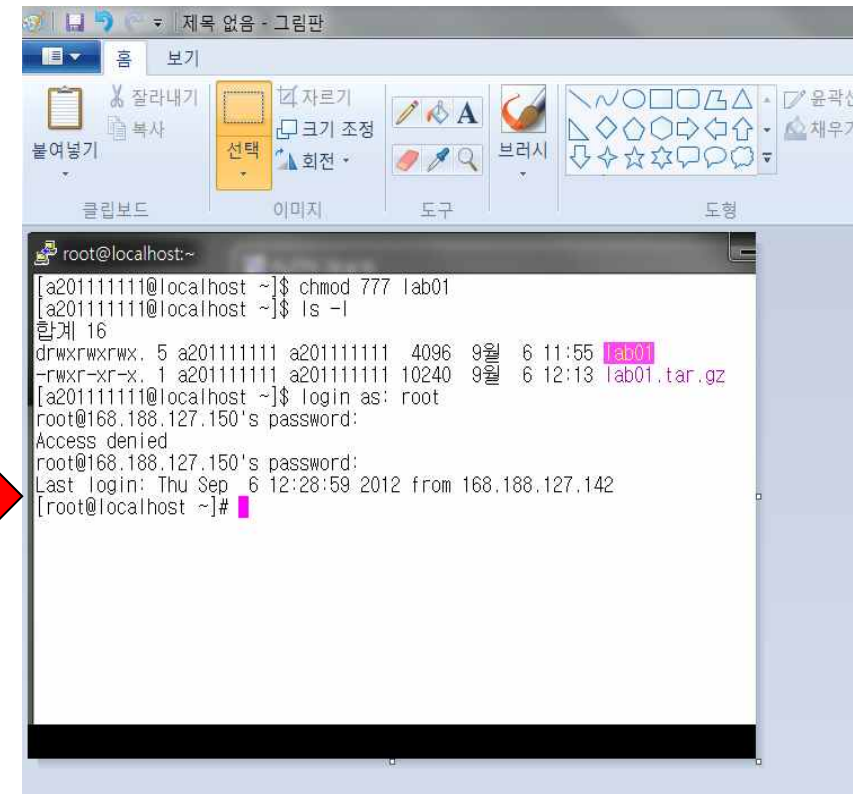 제목 없음 - 그림판
홈 보기
붙여넣기
잘라내기
복사
클립보드
선택
자르기
크기 조정
회전
이미지
A
도구
브러시
도형
윤곽선
채우기
root@localhost:~
[a201111111@localhost ~]$ chmod 777 lab01
[a201111111@localhost ~]$ ls -l
합계 16
drwxrwxrwx. 5 a201111111 a201111111 4096 9월 6 11:55 lab01
-rwxr-xr-x. 1 a201111111 a201111111 10240 9월 6 12:13 lab01.tar.gz
[a201111111@localhost ~]$ login as: root
root@168.188.127.150's password:
Access denied
root@168.188.127.150's password:
Last login: Thu Sep 6 12:28:59 2012 from 168.188.127.142
[root@localhost ~]#